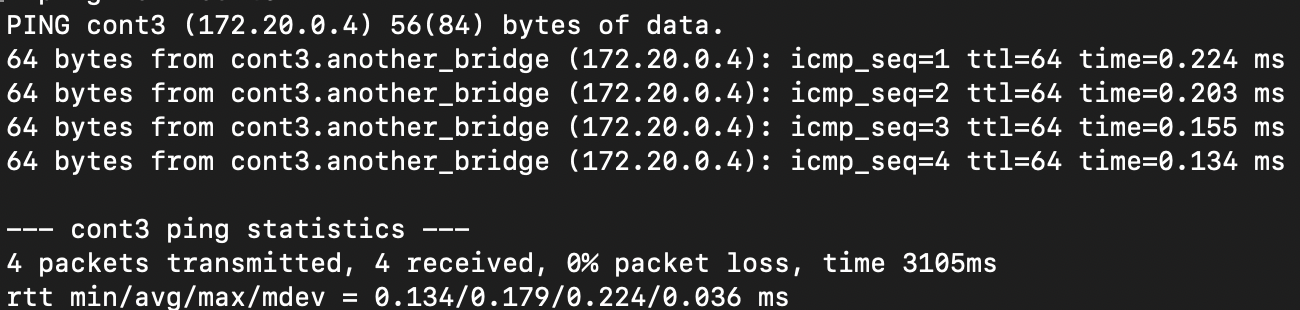 PING cont3 (172.20.0.4) 56(84) bytes of data.
64 bytes from cont3.another_bridge (172.20.0.4): icmp_seq=1 ttl=64 time=0.224 ms
64 bytes from cont3.another_bridge (172.20.0.4): icmp_seq=2 ttl=64 time=0.203 ms
64 bytes from cont3.another_bridge (172.20.0.4): icmp_seq=3 ttl=64 time=0.155 ms
64 bytes from cont3.another_bridge (172.20.0.4): icmp_seq=4 ttl=64 time=0.134 ms
--- cont3 ping statistics ---
4 packets transmitted, 4 received, 0% packet loss, time 3105ms
rtt min/avg/max/mdev = 0.134/0.179/0.224/0.036 ms